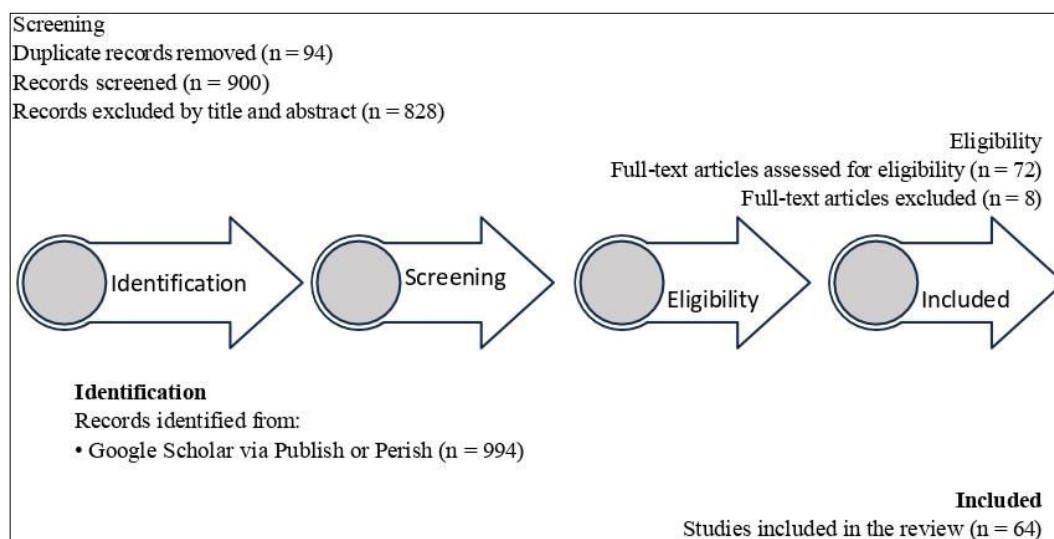 Screening
Duplicate records removed (n = 94)
Records screened (n = 900)
Records excluded by title and abstract (n = 828)
Eligibility
Full-text articles assessed for eligibility (n = 72)
Full-text articles excluded (n = 8)
Identification
Screening
Eligibility
Included
Identification
Records identified from:
• Google Scholar via Publish or Perish (n = 994)
Included
Studies included in the review (n = 64)